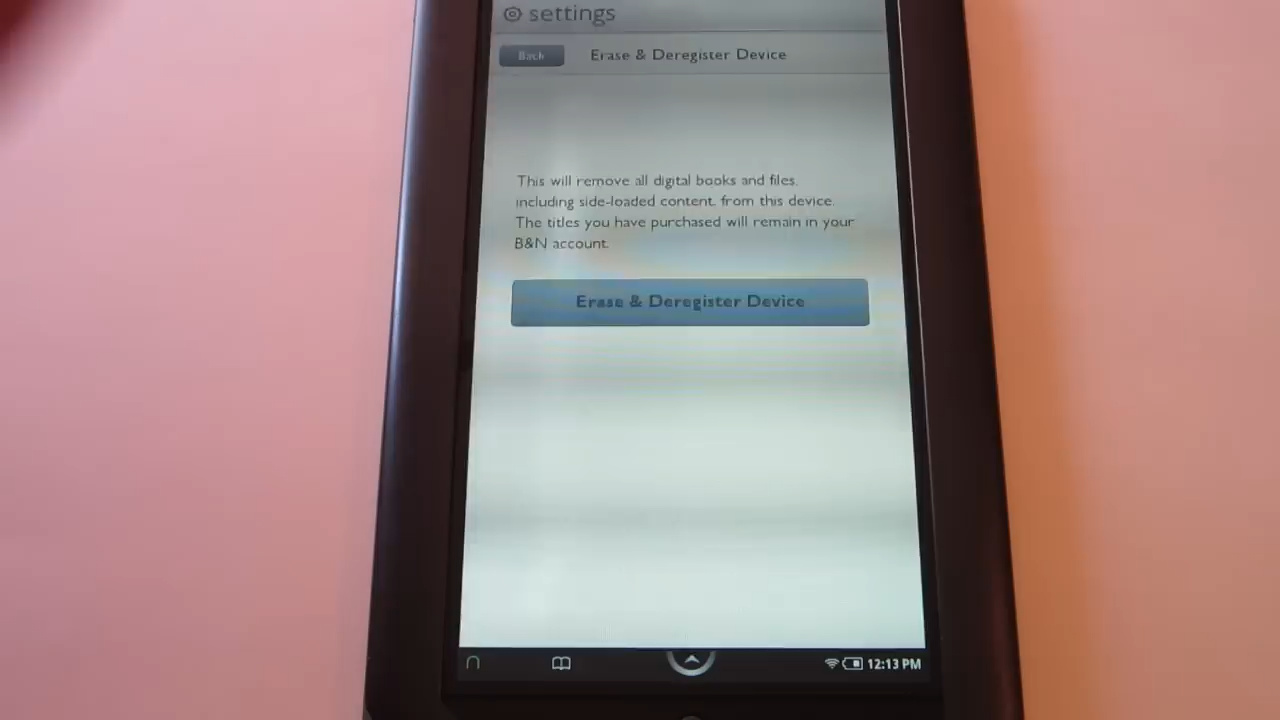 settings
Back
Erase & Deregister Device
This will remove all digital books and files,
including side-loaded content, from this device.
The titles you have purchased will remain in your
B&N account.
Erase & Deregister Device
12:13 PM